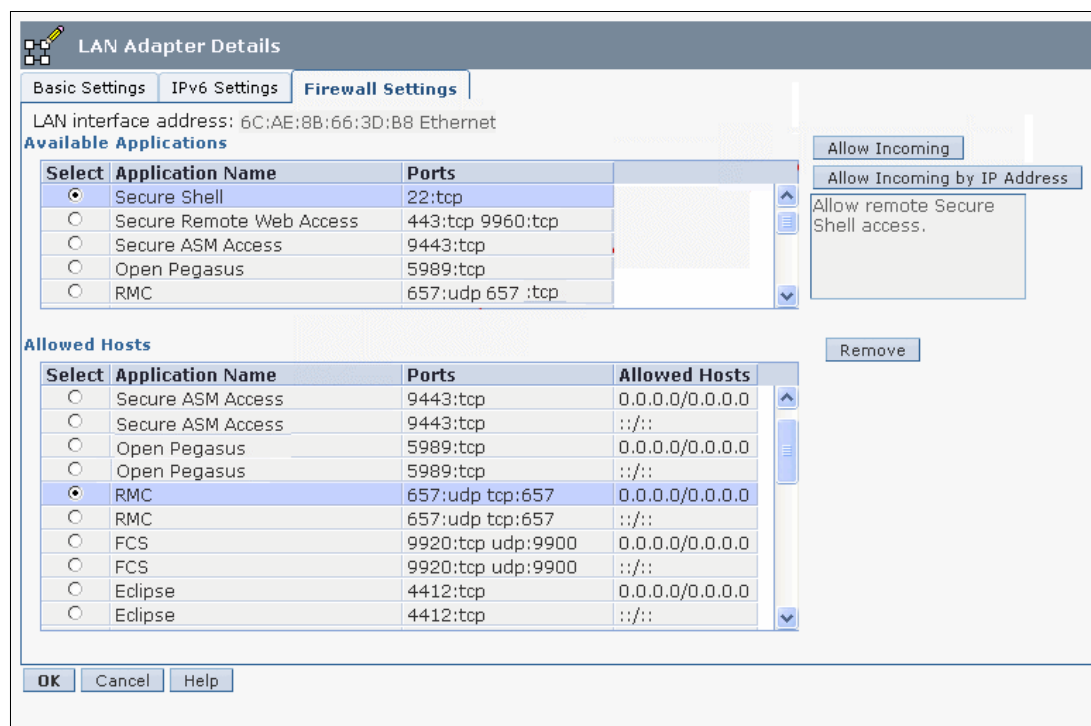 LAN Adapter Details
Basic Settings IPv6 Settings Firewall Settings
LAN interface address: 6C:AE:8B:66:3D:B8 Ethernet
Available Applications
Allow Incoming
Select Application Name Ports
Allow Incoming by IP Address
Secure Shell 22:tcp
Allow remote Secure
Shell access.
Secure Remote Web Access 443:tcp 9960:tcp
Secure ASM Access 9443:tcp
Open Pegasus 5989:tcp
RMC 657:udp 657 :tcp
Allowed Hosts
Remove
Select Application Name Ports Allowed Hosts
Secure ASM Access 9443:tcp 0.0.0.0/0.0.0.0
Secure ASM Access 9443:tcp ::/::
Open Pegasus 5989:tcp 0.0.0.0/0.0.0.0
Open Pegasus 5989:tcp ::/::
RMC 657:udp tcp:657 0.0.0.0/0.0.0.0
RMC 657:udp tcp:657 ::/::
FCS 9920:tcp udp:9900 0.0.0.0/0.0.0.0
FCS 9920:tcp udp:9900 ::/::
Eclipse 4412:tcp 0.0.0.0/0.0.0.0
Eclipse 4412:tcp ::/::
OK Cancel Help